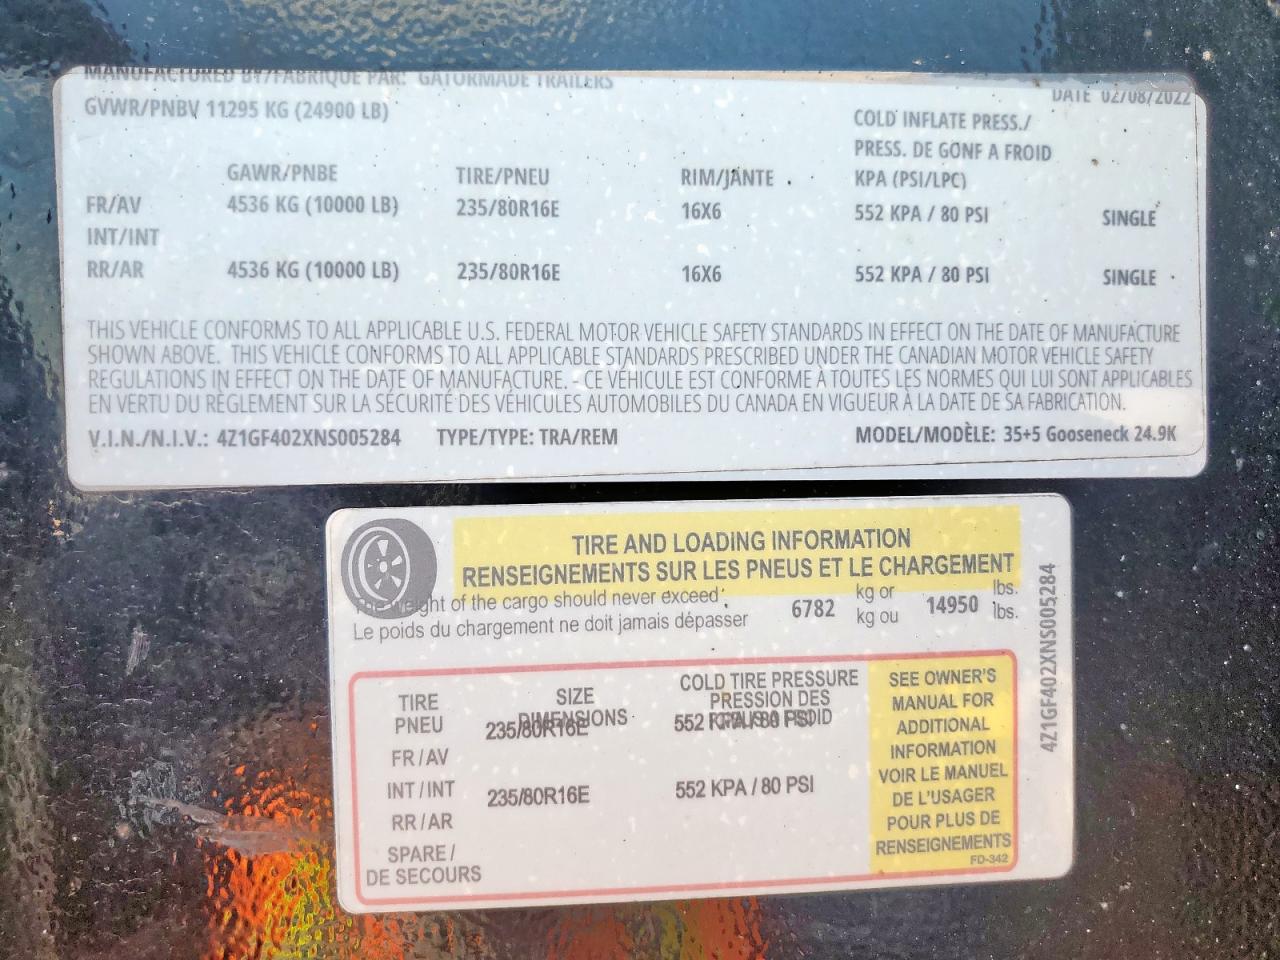 MANUFACTURED BY/FABRIQUE PAR: GATORMADE TRAILERS
DATE 02/08/2022
GVWR/PNBV 11295 KG (24900 LB)
COLD INFLATE PRESS./
PRESS. DE GONF A FROID
GAWR/PNBE TIRE/PNEU RIM/JANTE KPA (PSI/LPC)
FR/AV 4536 KG (10000 LB) 235/80R16E 16X6 552 KPA / 80 PSI SINGLE
INT/INT
RR/AR 4536 KG (10000 LB) 235/80R16E 16X6 552 KPA / 80 PSI SINGLE
THIS VEHICLE CONFORMS TO ALL APPLICABLE U.S. FEDERAL MOTOR VEHICLE SAFETY STANDARDS IN EFFECT ON THE DATE OF MANUFACTURE
SHOWN ABOVE. THIS VEHICLE CONFORMS TO ALL APPLICABLE STANDARDS PRESCRIBED UNDER THE CANADIAN MOTOR VEHICLE SAFETY
REGULATIONS IN EFFECT ON THE DATE OF MANUFACTURE. - CE VÉHICULE EST CONFORME À TOUTES LES NORMES QUI LUI SONT APPLICABLES
EN VERTU DU RÈGLEMENT SUR LA SÉCURITÉ DES VÉHICULES AUTOMOBILES DU CANADA EN VIGUEUR À LA DATE DE SA FABRICATION.
V.I.N./N.I.V.: 4Z1GF402XNS005284 TYPE/TYPE: TRA/REM MODEL/MODÈLE: 35+5 Gooseneck 24.9K
TIRE AND LOADING INFORMATION
RENSEIGNEMENTS SUR LES PNEUS ET LE CHARGEMENT
The weight of the cargo should never exceed:
Le poids du chargement ne doit jamais dépasser
6782 kg or 14950 lbs.
kg ou lbs.
TIRE SIZE COLD TIRE PRESSURE
PNEU DIMENSIONS PRESSION DES
PNEUS A FROID
235/80R16E 552 KPA / 80 PSI
FR/AV
INT/INT 235/80R16E 552 KPA / 80 PSI
RR/AR
SPARE/
DE SECOURS
SEE OWNER'S
MANUAL FOR
ADDITIONAL
INFORMATION
VOIR LE MANUEL
DE L'USAGER
POUR PLUS DE
RENSEIGNEMENTS
FD-342
4Z1GF402XNS005284